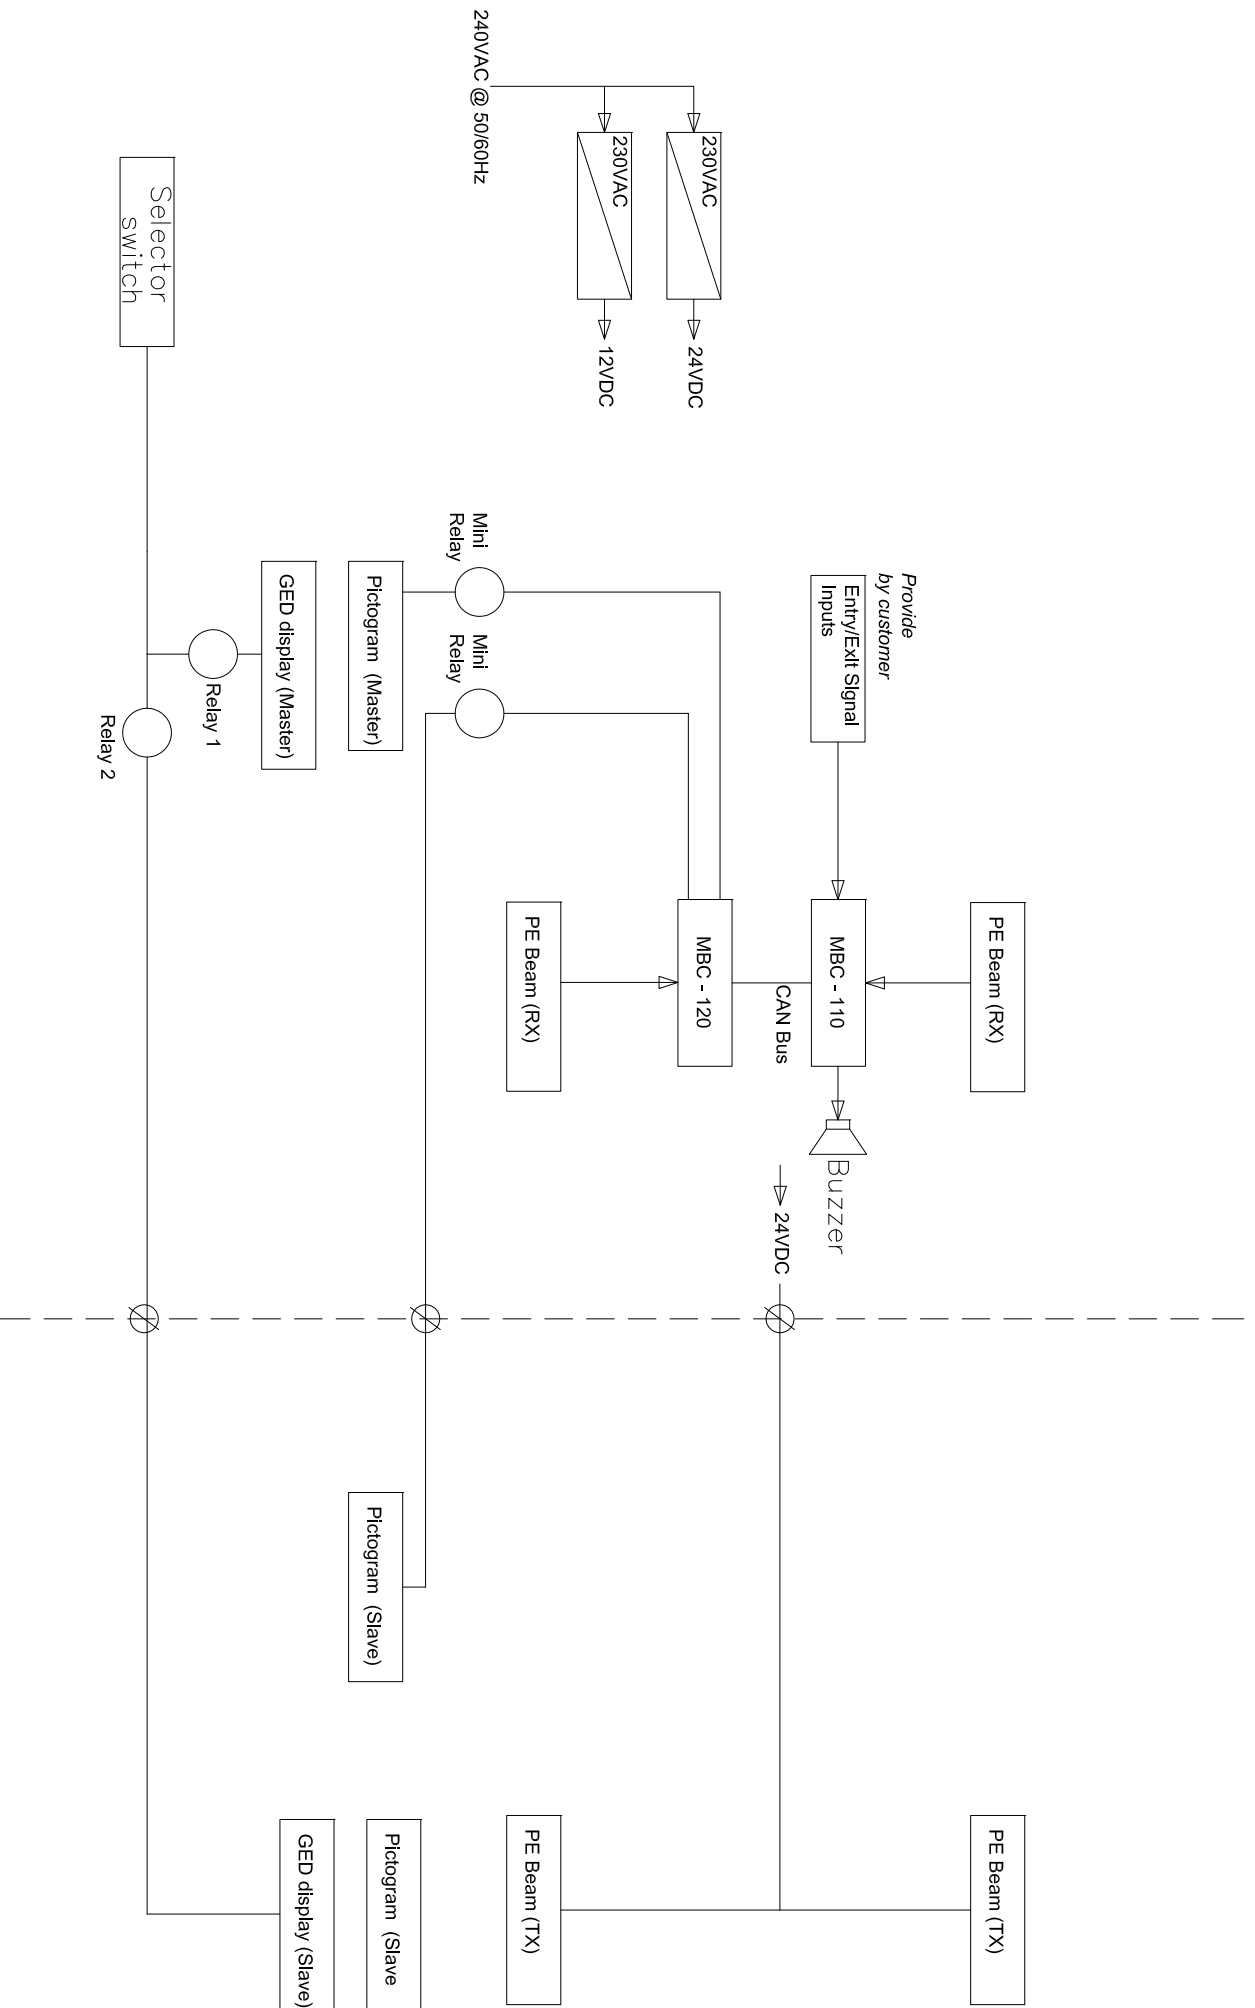 PE Beam (RX)
PE Beam (TX)
Provide
by customer
Entry/Exit Signal
Inputs
MBC - 110
Buzzer
CAN Bus
24VDC
230VAC
24VDC
MBC - 120
230VAC
12VDC
PE Beam (RX)
PE Beam (TX)
240VAC @ 50/60Hz
Mini
Relay
Mini
Relay
Pictogram (Master)
Pictogram (Slave)
Pictogram (Slave
GED display (Master)
GED display (Slave)
Relay 1
Selector
switch
Relay 2